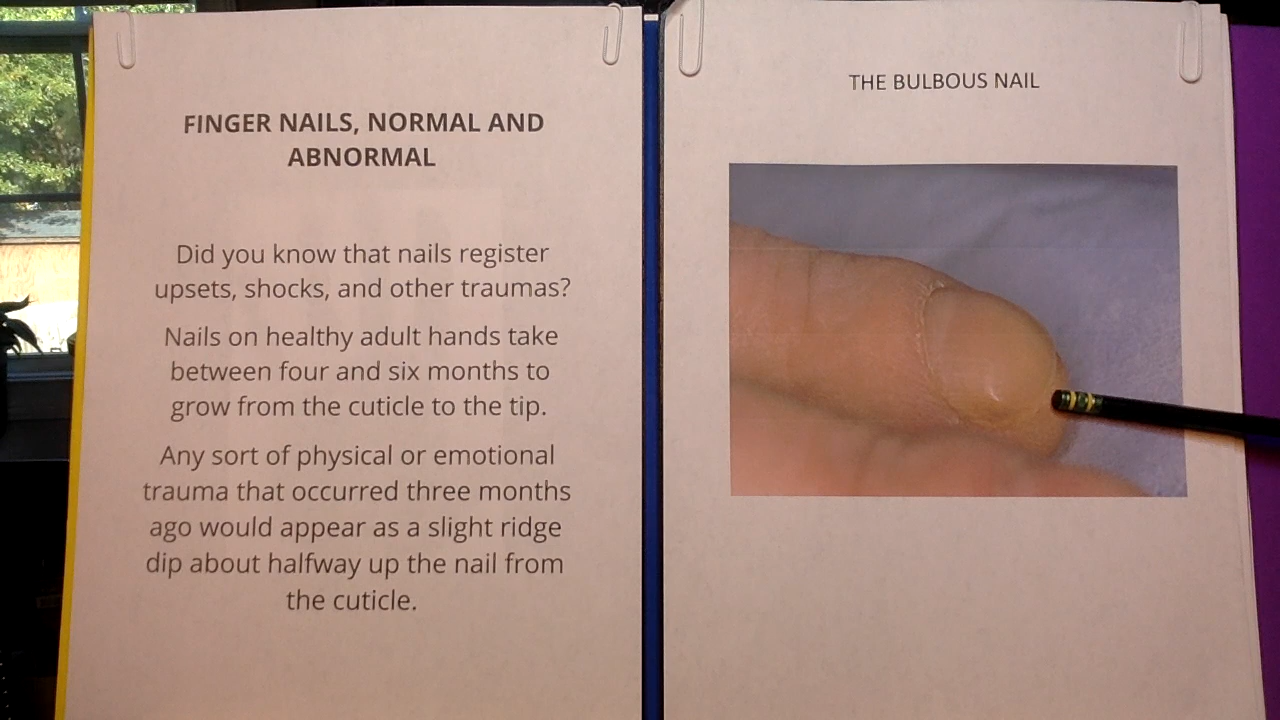 FINGER NAILS, NORMAL AND
ABNORMAL
Did you know that nails register
upsets, shocks, and other traumas?
Nails on healthy adult hands take
between four and six months to
grow from the cuticle to the tip.
Any sort of physical or emotional
trauma that occurred three months
ago would appear as a slight ridge
dip about halfway up the nail from
the cuticle.
THE BULBOUS NAIL